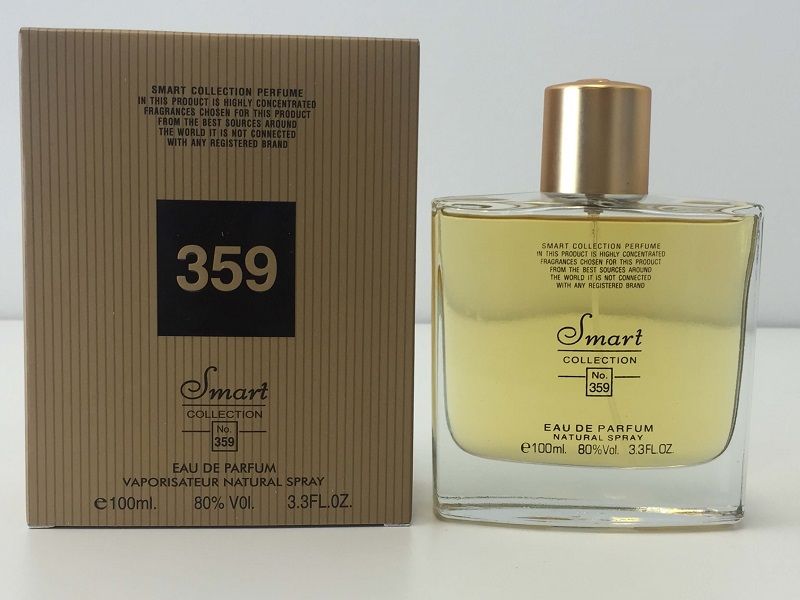 SMART COLLECTION PERFUME
IN THIS PRODUCT IS HIGHLY CONCENTRATED
FRAGRANCES CHOSEN FOR THIS PRODUCT
FROM THE BEST SOURCES AROUND
THE WORLD IT IS NOT CONNECTED
WITH ANY REGISTERED BRAND
359
Smart
COLLECTION
No.
359
EAU DE PARFUM
VAPORISATEUR NATURAL SPRAY
e100ml. 80% Vol. 3.3FL.OZ.
SMART COLLECTION PERFUME
IN THIS PRODUCT IS HIGHLY CONCENTRATED
FRAGRANCES CHOSEN FOR THIS PRODUCT
FROM THE BEST SOURCES AROUND
THE WORLD IT IS NOT CONNECTED
WITH ANY REGISTERED BRAND
Smart
COLLECTION
No.
359
EAU DE PARFUM
NATURAL SPRAY
e100ml. 80%Vol. 3.3FL.OZ.